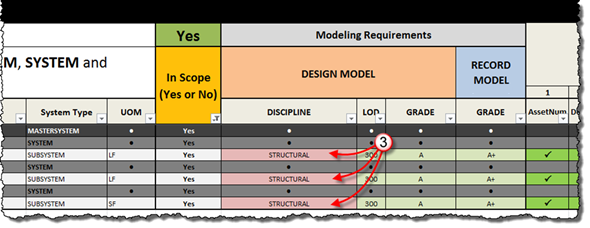 Yes Modeling Requirements
M, SYSTEM and In Scope (Yes or No) DESIGN MODEL RECORD MODEL
1
System Type UOM DISCIPLINE LOD GRADE GRADE AssetNum
MASTERSYSTEM • Yes • • • •
SYSTEM • Yes • • • •
SUBSYSTEM LF Yes STRUCTURAL 300 A A+ ✓
SYSTEM • Yes • • • •
SUBSYSTEM LF Yes STRUCTURAL 300 A A+ ✓
SYSTEM • Yes • • • •
SUBSYSTEM SF Yes STRUCTURAL 300 A A+ ✓
3